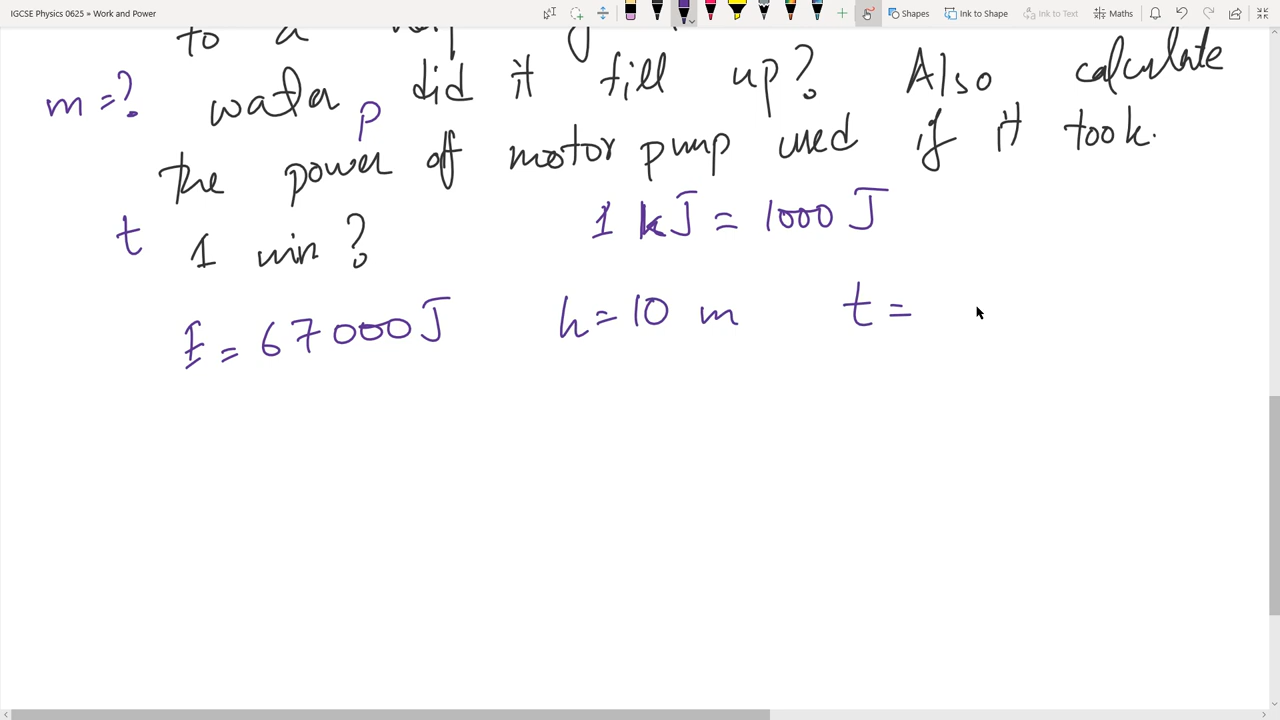 IGCSE Physics 0625 » Work and Power
Shapes Ink to Shape Ink to Text Maths
to a
m =? water did it fill up? Also calculate
P
the power of motor pump used if it took.
t 1 min? 1 kJ = 1000 J
E = 67000J h = 10 m t =